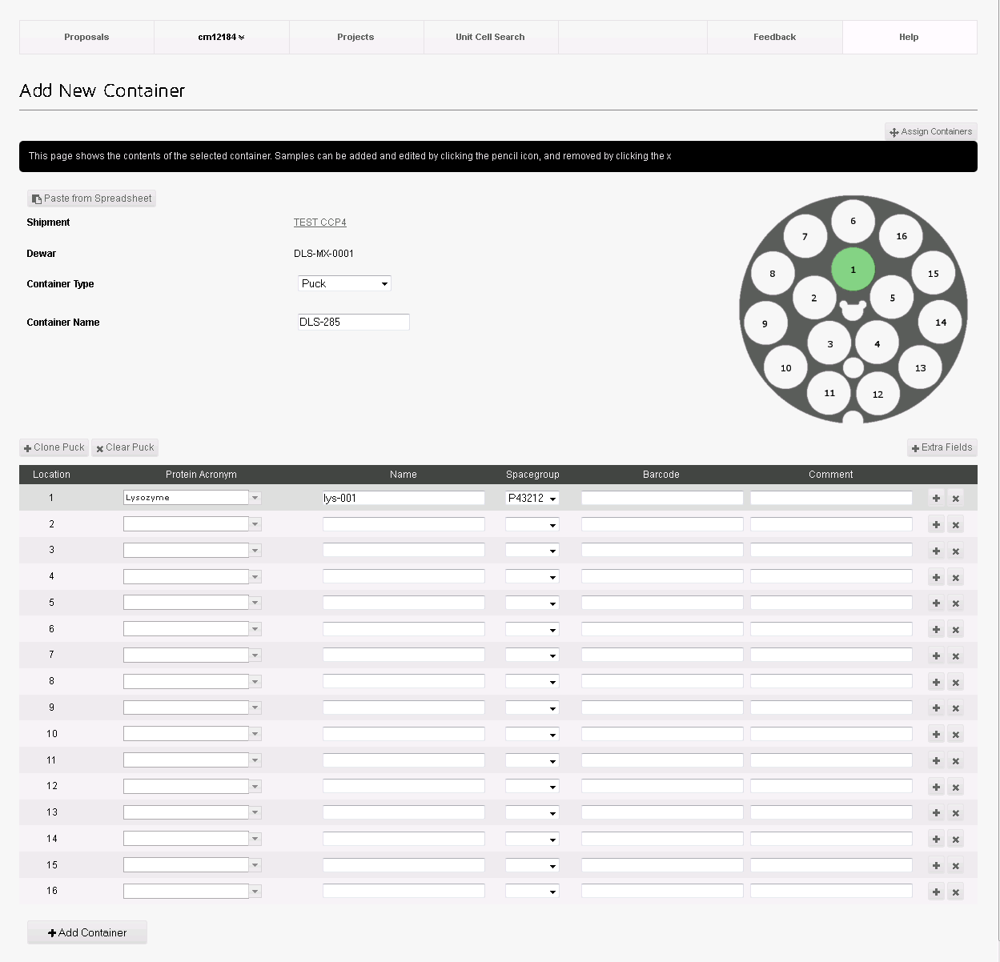 Proposals cm12184 Projects Unit Cell Search Feedback Help
Add New Container
Assign Containers
This page shows the contents of the selected container. Samples can be added and edited by clicking the pencil icon, and removed by clicking the x
Paste from Spreadsheet
Shipment TEST CCP4
Dewar DLS-MX-0001
Container Type Puck
Container Name DLS-285
6
7 16
1
8 15
2 5
9 14
3 4
10 13
11 12
Clone Puck Clear Puck Extra Fields
Location Protein Acronym Name Spacegroup Barcode Comment
1 Lysozyme lys-001 P43212
2
3
4
5
6
7
8
9
10
11
12
13
14
15
16
Add Container